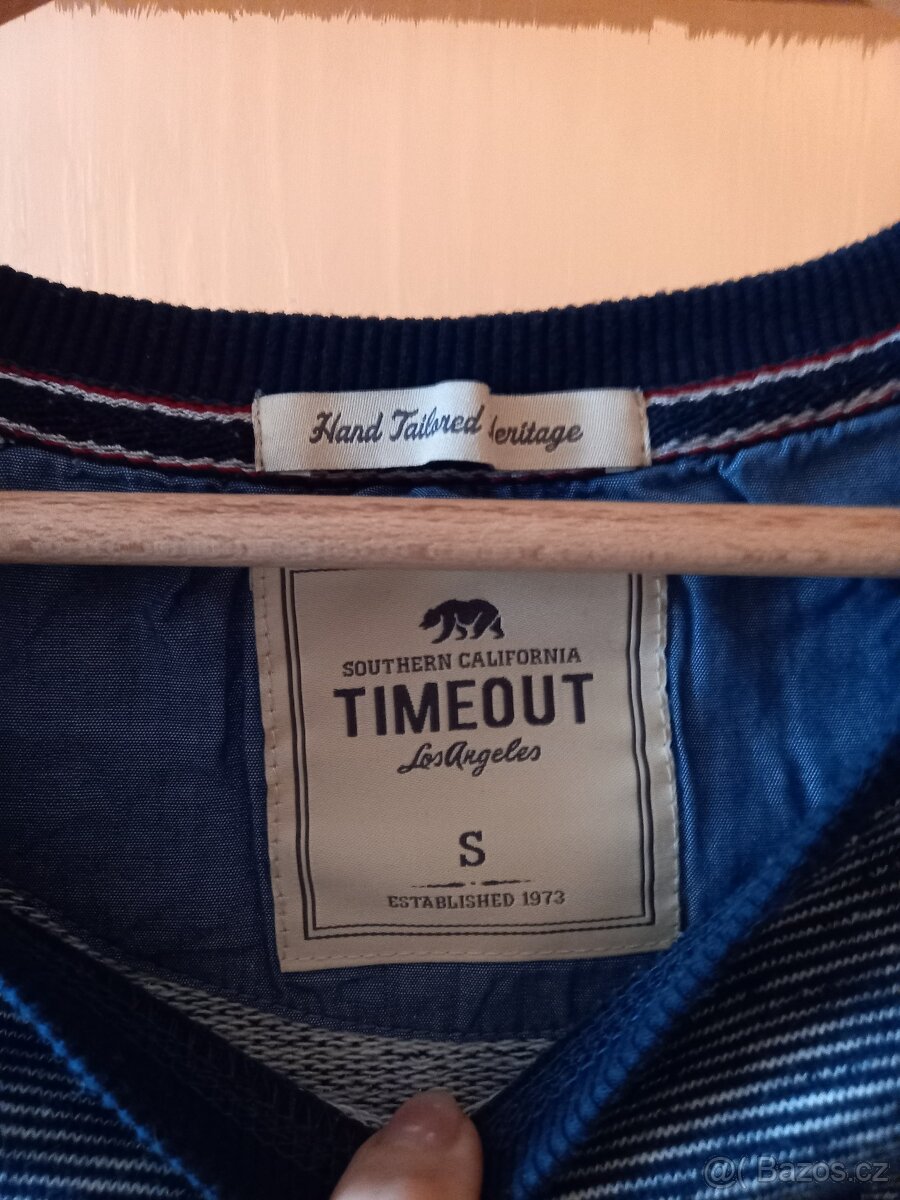 Hand Tailored eritage
SOUTHERN CALIFORNIA
TIMEOUT
Los Angeles
S
ESTABLISHED 1973
@( Bazos.cz